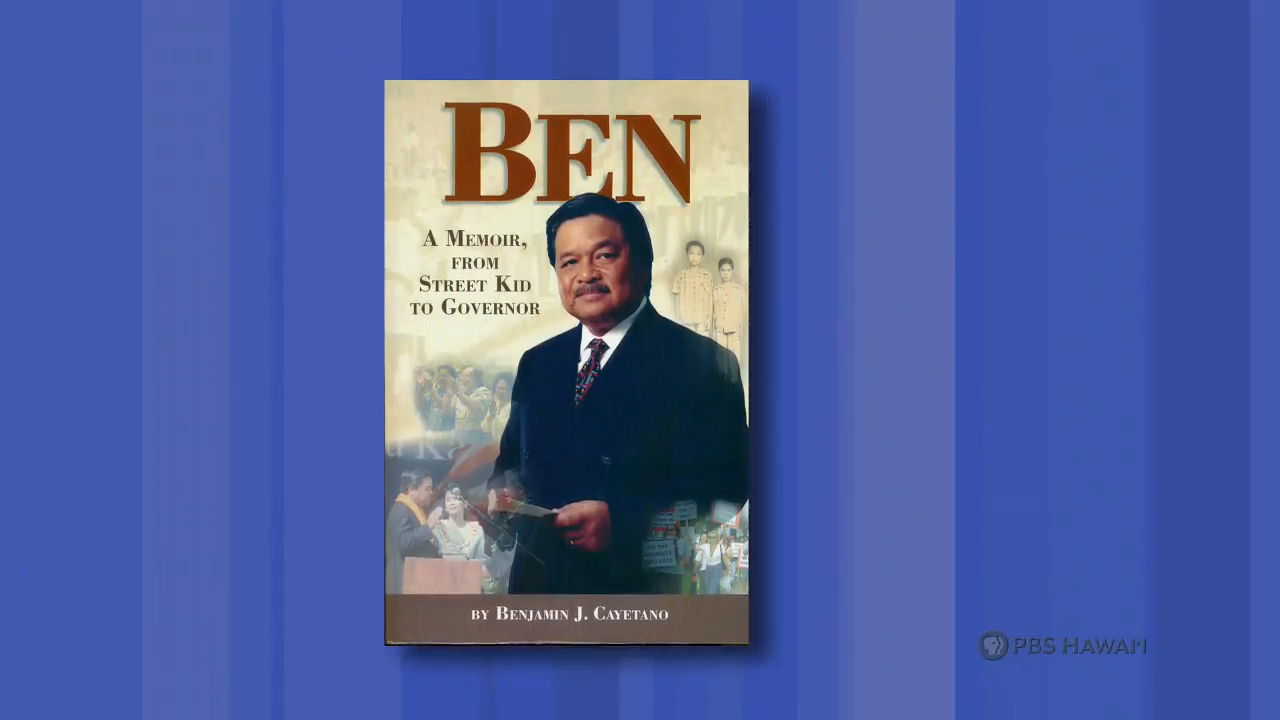 BEN
A MEMOIR,
FROM
STREET KID
TO GOVERNOR
BY BENJAMIN J. CAYETANO
PBS HAWAI'I